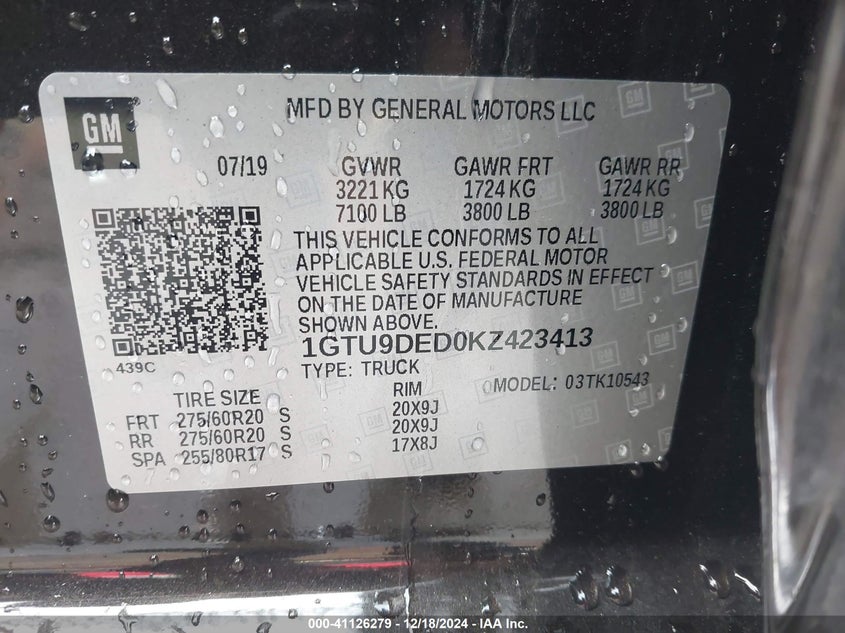 GM
MFD BY GENERAL MOTORS LLC
07/19 GVWR GAWR FRT GAWR RR
3221 KG 1724 KG 1724 KG
7100 LB 3800 LB 3800 LB
THIS VEHICLE CONFORMS TO ALL
APPLICABLE U.S. FEDERAL MOTOR
VEHICLE SAFETY STANDARDS IN EFFECT
ON THE DATE OF MANUFACTURE
SHOWN ABOVE.
1GTU9DED0KZ423413
439C
TYPE: TRUCK MODEL: 03TK10543
TIRE SIZE RIM
FRT 275/60R20 S 20X9J
RR 275/60R20 S 20X9J
SPA 255/80R17 S 17X8J
000-41126279 - 12/18/2024 - IAA Inc.